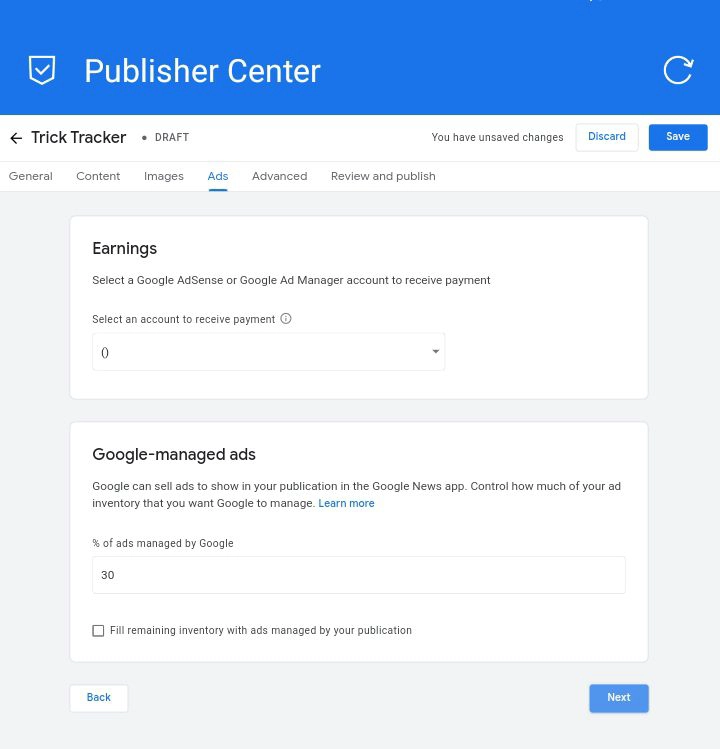 Publisher Center
Trick Tracker • DRAFT
You have unsaved changes
Discard
Save
General Content Images Ads Advanced Review and publish
Earnings
Select a Google AdSense or Google Ad Manager account to receive payment
Select an account to receive payment
()
Google-managed ads
Google can sell ads to show in your publication in the Google News app. Control how much of your ad
inventory that you want Google to manage. Learn more
% of ads managed by Google
30
Fill remaining inventory with ads managed by your publication
Back
Next